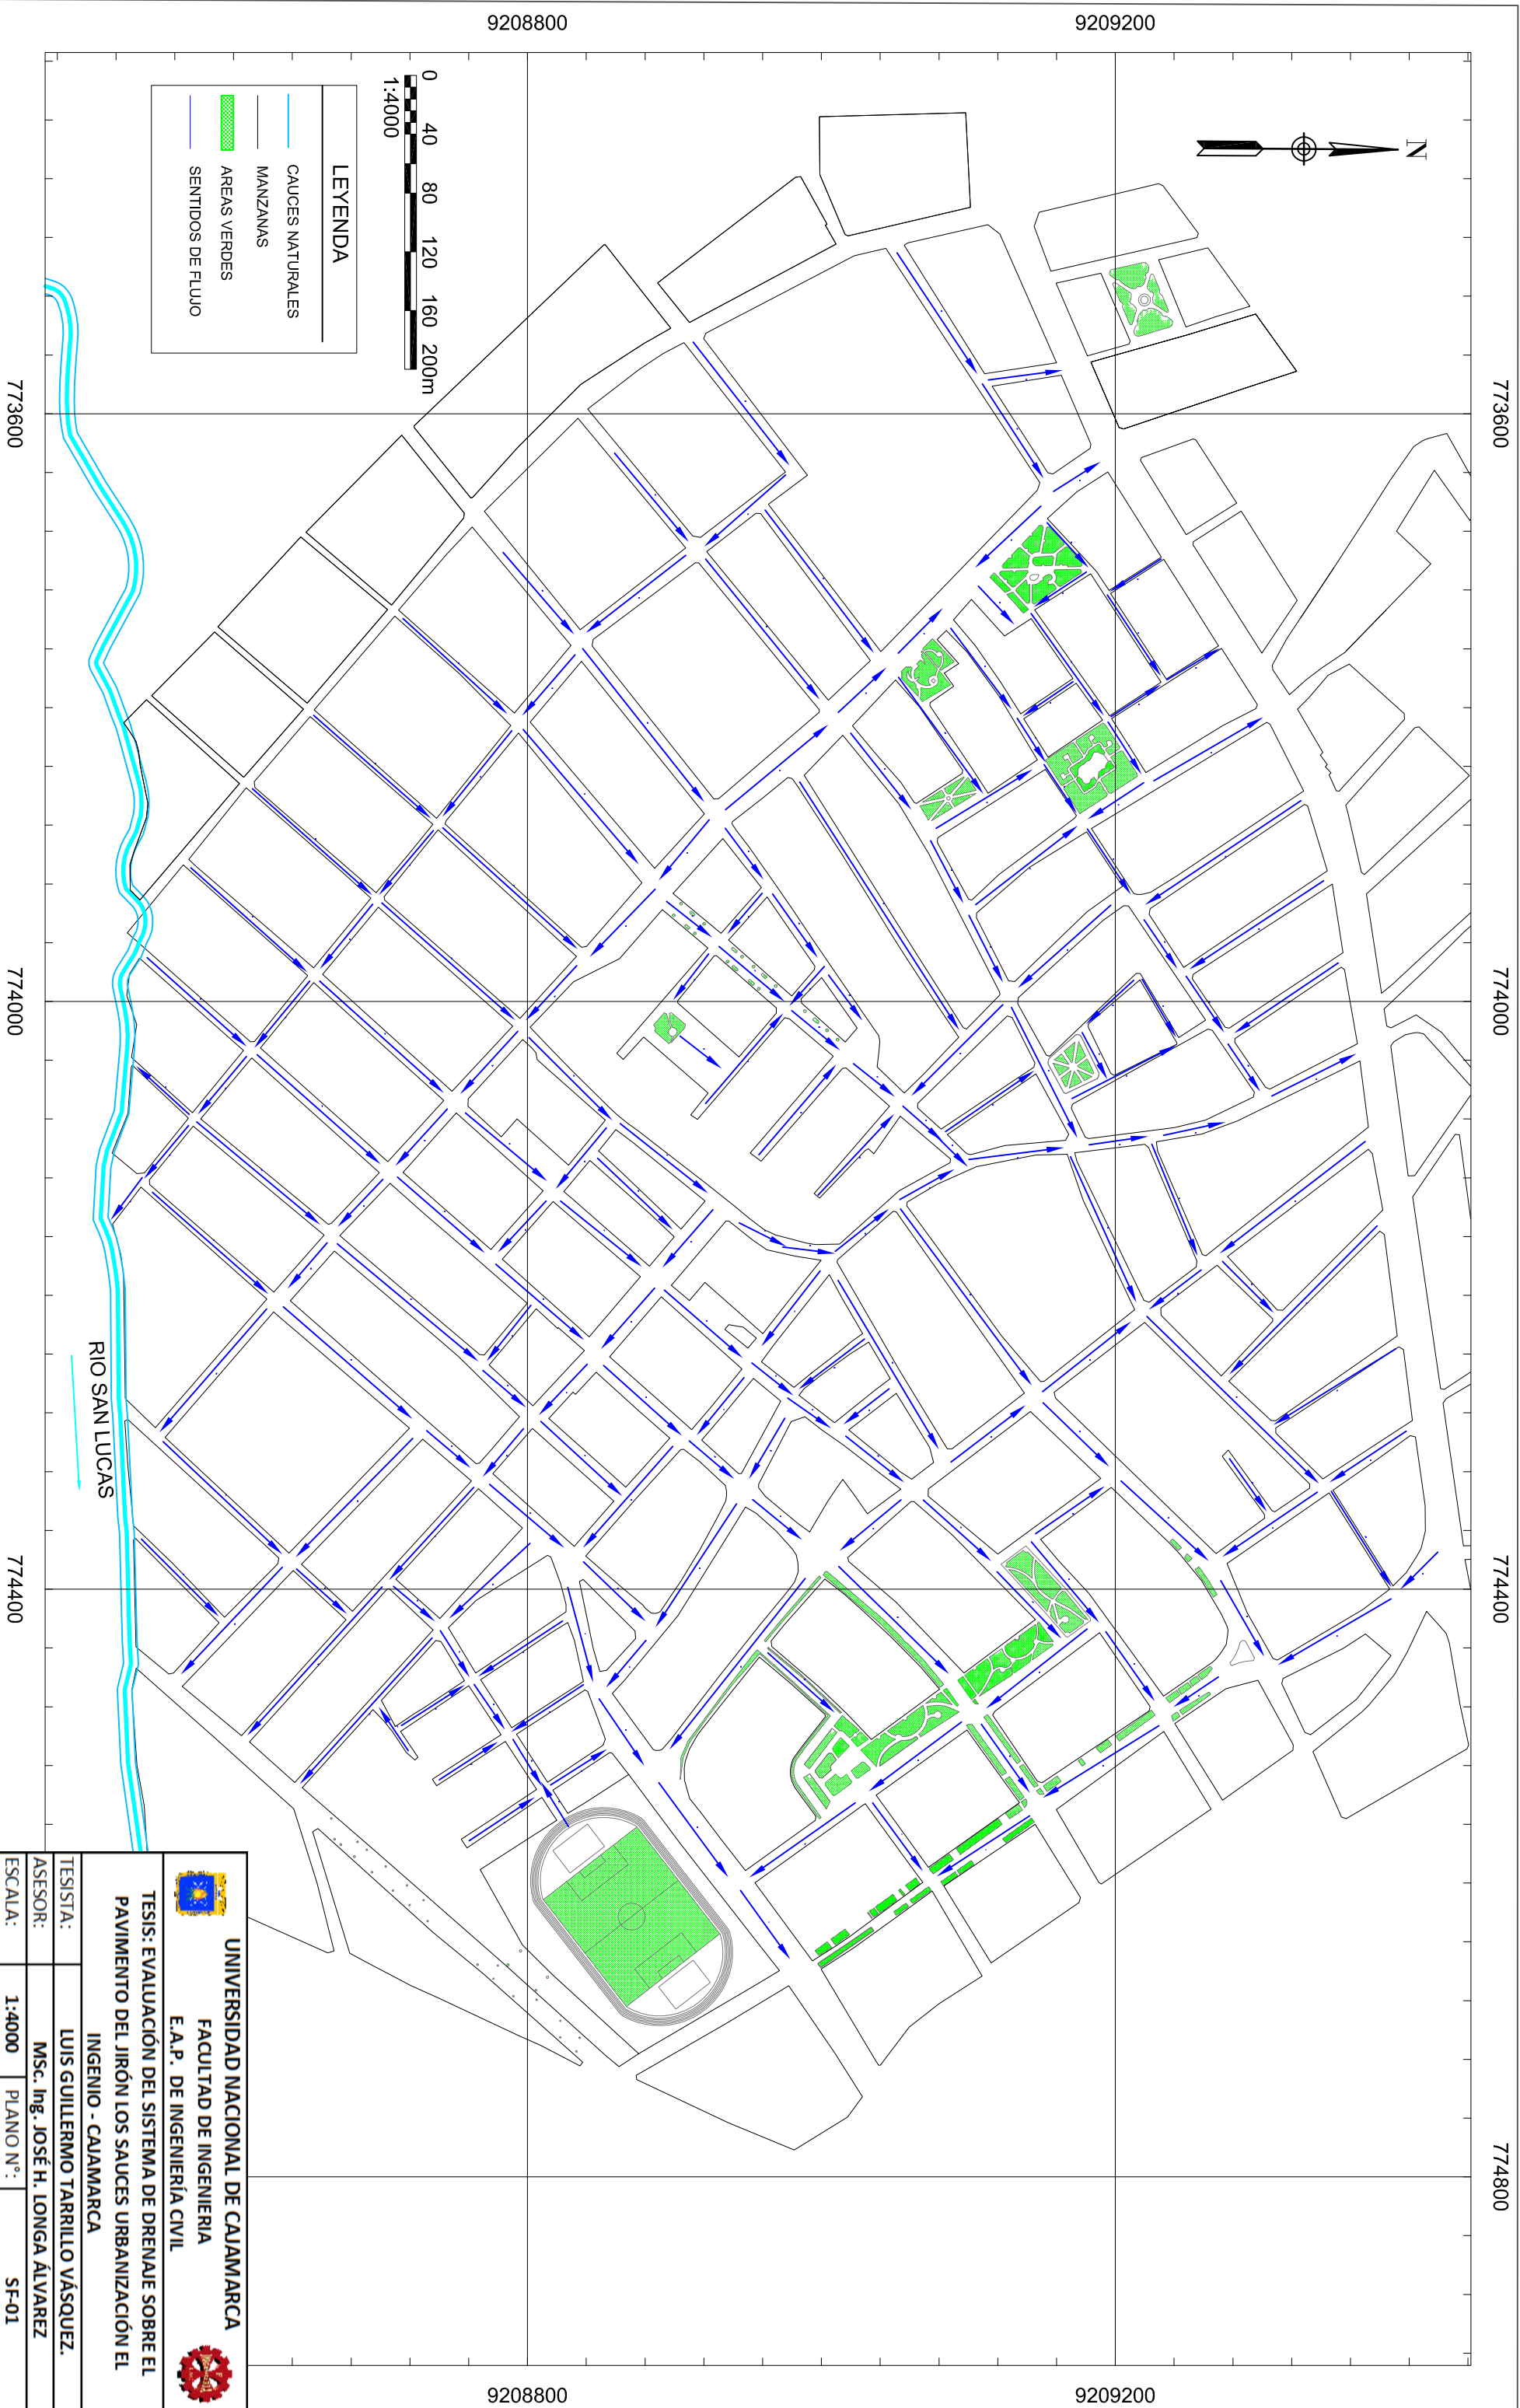 9208800
9209200
N
0 40 80 120 160 200m
1:4000
LEYENDA
CAUCES NATURALES
MANZANAS
AREAS VERDES
SENTIDOS DE FLUJO
773600
773600
774000
774000
RIO SAN LUCAS
774400
774400
774800
UNIVERSIDAD NACIONAL DE CAJAMARCA
FACULTAD DE INGENIERIA
E.A.P. DE INGENIERÍA CIVIL
TESIS: EVALUACIÓN DEL SISTEMA DE DRENAJE SOBRE EL
PAVIMENTO DEL JIRÓN LOS SAUCES URBANIZACIÓN EL
INGENIO - CAJAMARCA
TESISTA: LUIS GUILLERMO TARRILLO VÁSQUEZ.
ASESOR: MSc. Ing. JOSÉ H. LONGA ÁLVAREZ
ESCALA: 1:4000 PLANO N°: SF-01
9208800
9209200